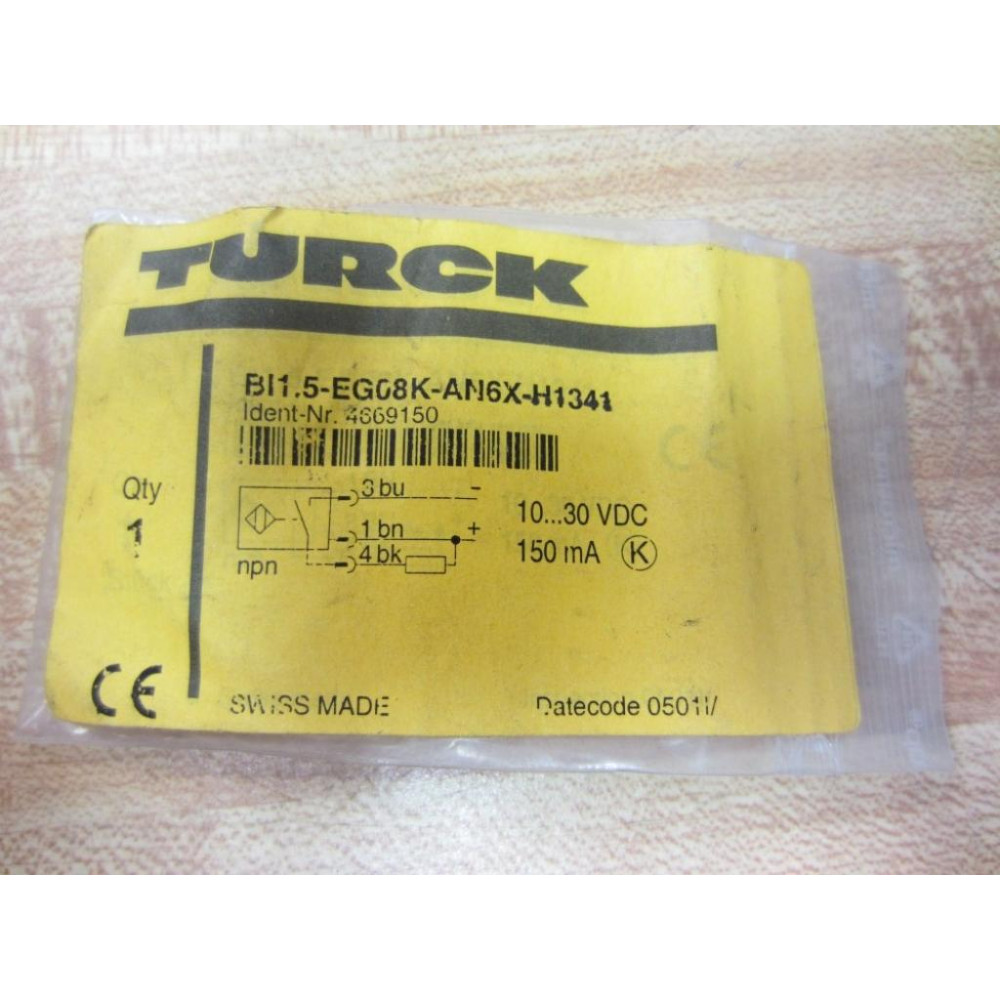 TURCK
BI1.5-EG08K-AN6X-H1341
Ident-Nr. 4669150
Qty
1
3 bu -
1 bn +
4 bk
npn
10...30 VDC
150 mA K
CE
CE
SWISS MADE
Datecode 0501